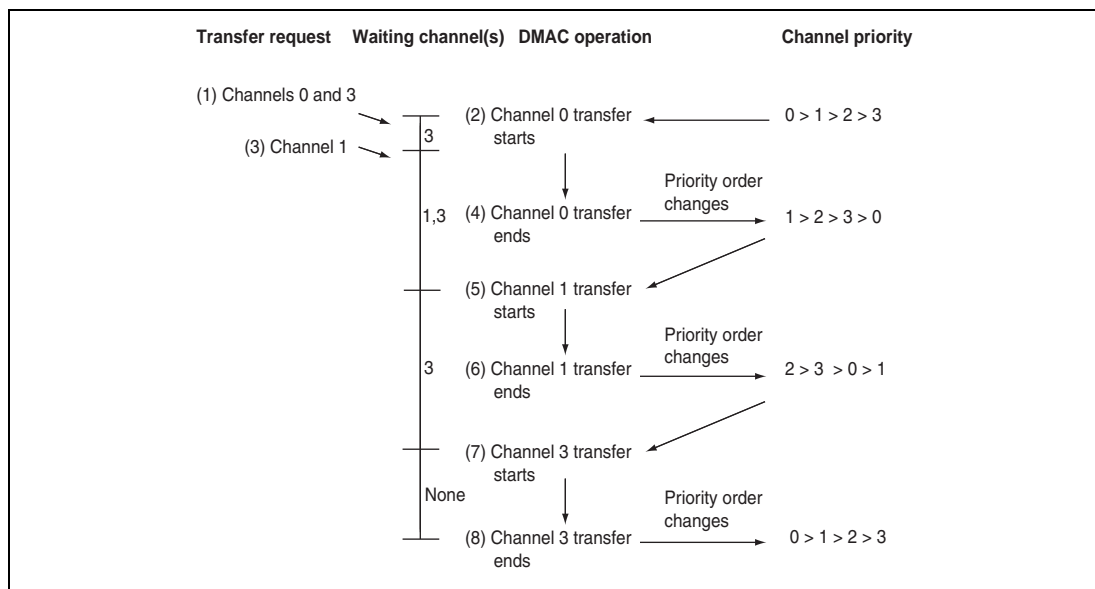 Transfer request Waiting channel(s) DMAC operation Channel priority
(1) Channels 0 and 3
3
(2) Channel 0 transfer
starts
0 > 1 > 2 > 3
(3) Channel 1
1,3
(4) Channel 0 transfer
ends
Priority order
changes
1 > 2 > 3 > 0
(5) Channel 1 transfer
starts
3
(6) Channel 1 transfer
ends
Priority order
changes
2 > 3 > 0 > 1
(7) Channel 3 transfer
starts
None
(8) Channel 3 transfer
ends
Priority order
changes
0 > 1 > 2 > 3